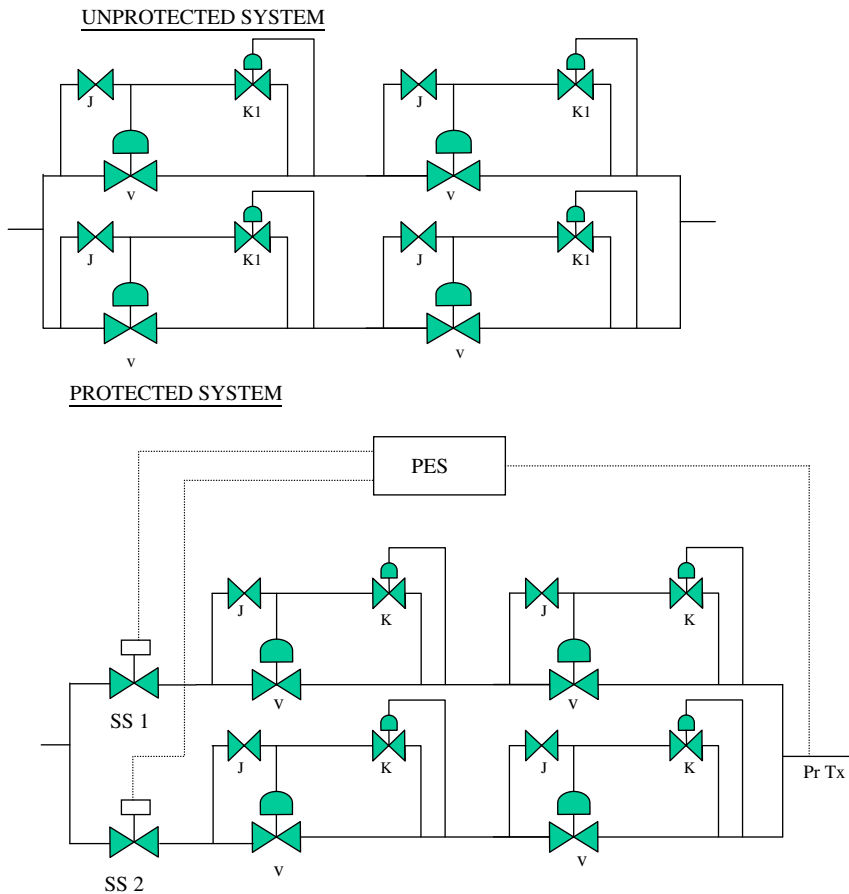 UNPROTECTED SYSTEM
J
K1
J
K1
v
v
J
K1
J
K1
v
v
PROTECTED SYSTEM
PES
J
K
J
K
SS 1
v
v
J
K
J
K
Pr Tx
SS 2
v
v